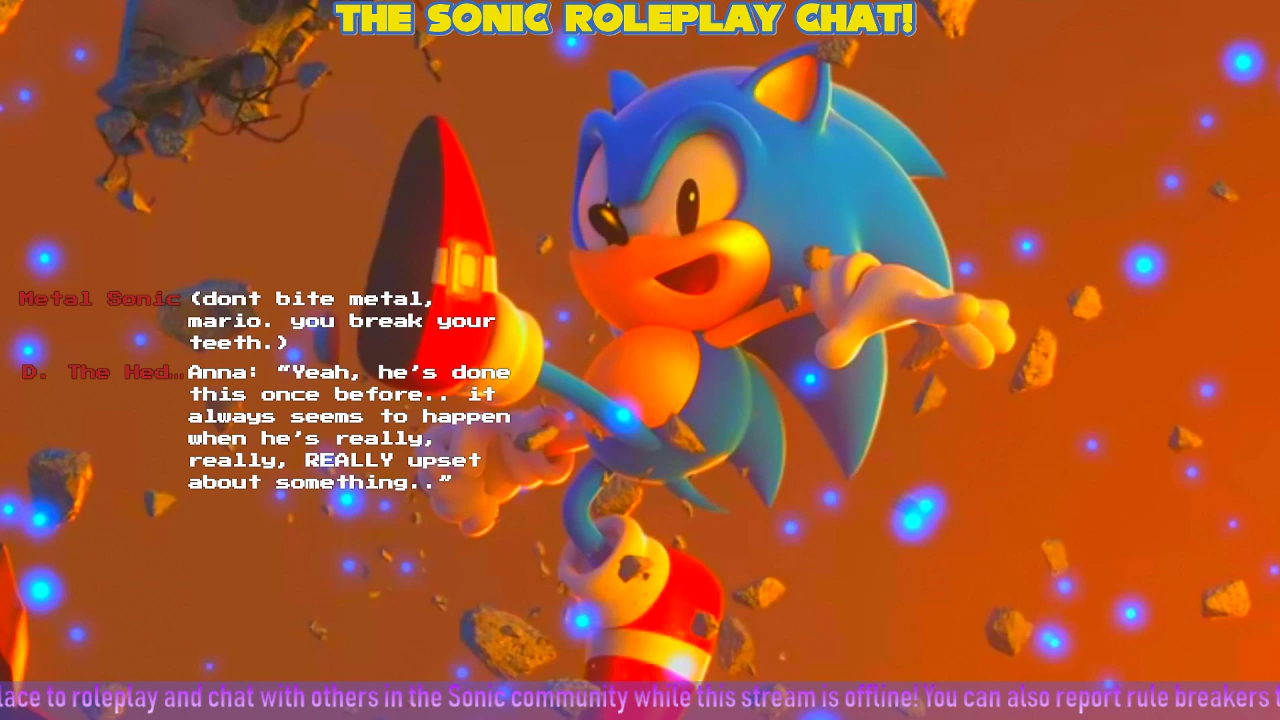 THE SONIC ROLEPLAY CHAT!
Metal Sonic (dont bite metal,
mario. you break your
teeth.)
D. The Hed… Anna: “Yeah, he’s done
this once before.. it
always seems to happen
when he’s really,
really, REALLY upset
about something..”
lace to roleplay and chat with others in the Sonic community while this stream is offline! You can also report rule breakers